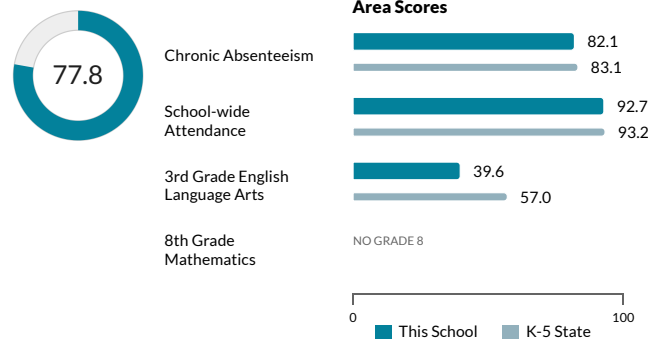 Area Scores
77.8
Chronic Absenteeism
82.1
83.1
School-wide
Attendance
92.7
93.2
3rd Grade English
Language Arts
39.6
57.0
8th Grade
Mathematics
NO GRADE 8
0
100
This School
K-5 State